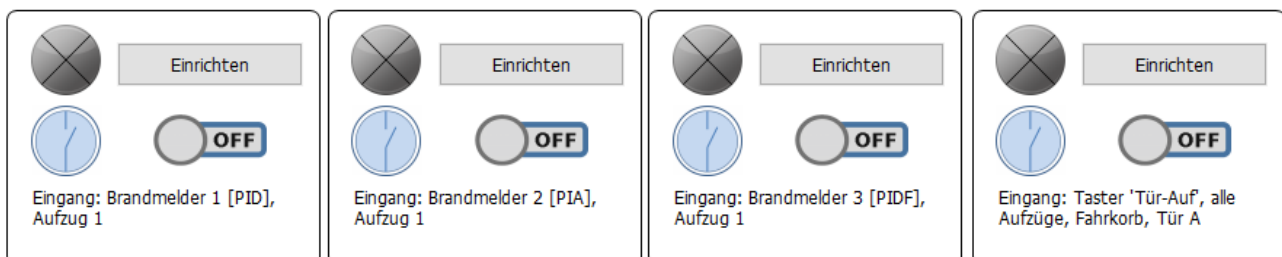 Einrichten
OFF
Eingang: Brandmelder 1 [PID],
Aufzug 1
Einrichten
OFF
Eingang: Brandmelder 2 [PIA],
Aufzug 1
Einrichten
OFF
Eingang: Brandmelder 3 [PIDF],
Aufzug 1
Einrichten
OFF
Eingang: Taster 'Tür-Auf', alle
Aufzüge, Fahrkorb, Tür A